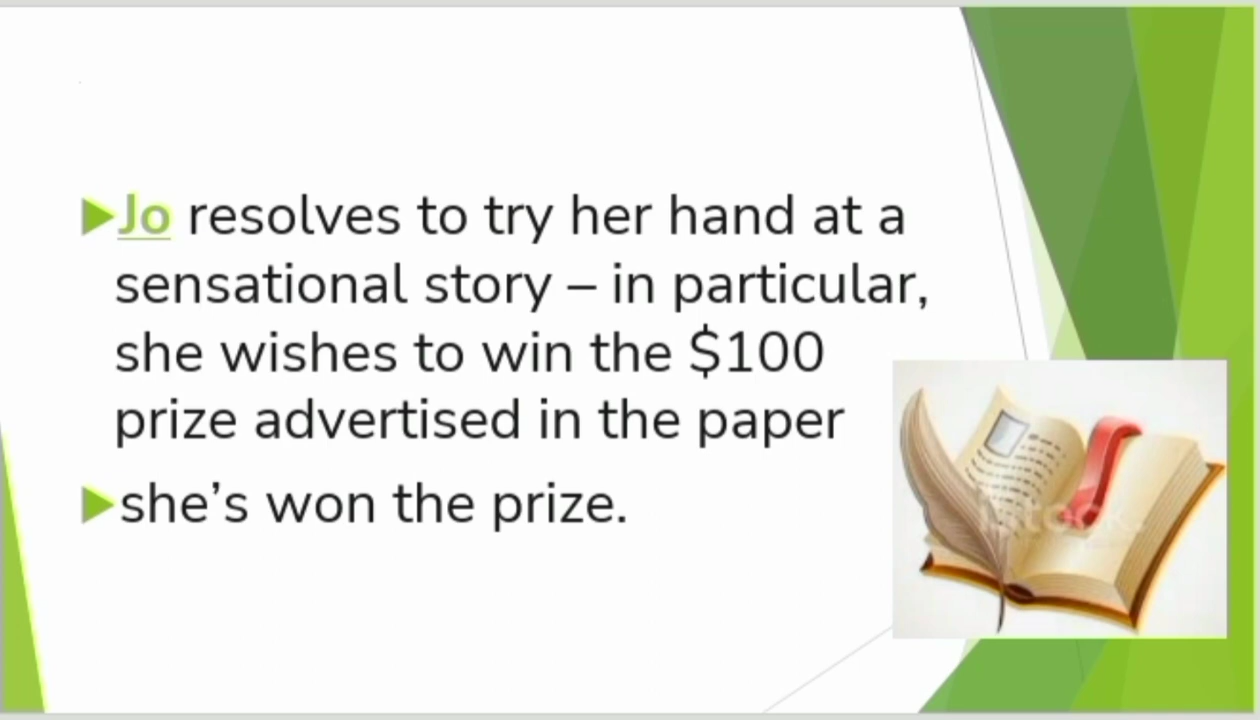 Jo resolves to try her hand at a
sensational story – in particular,
she wishes to win the $100
prize advertised in the paper
she’s won the prize.
iStock.